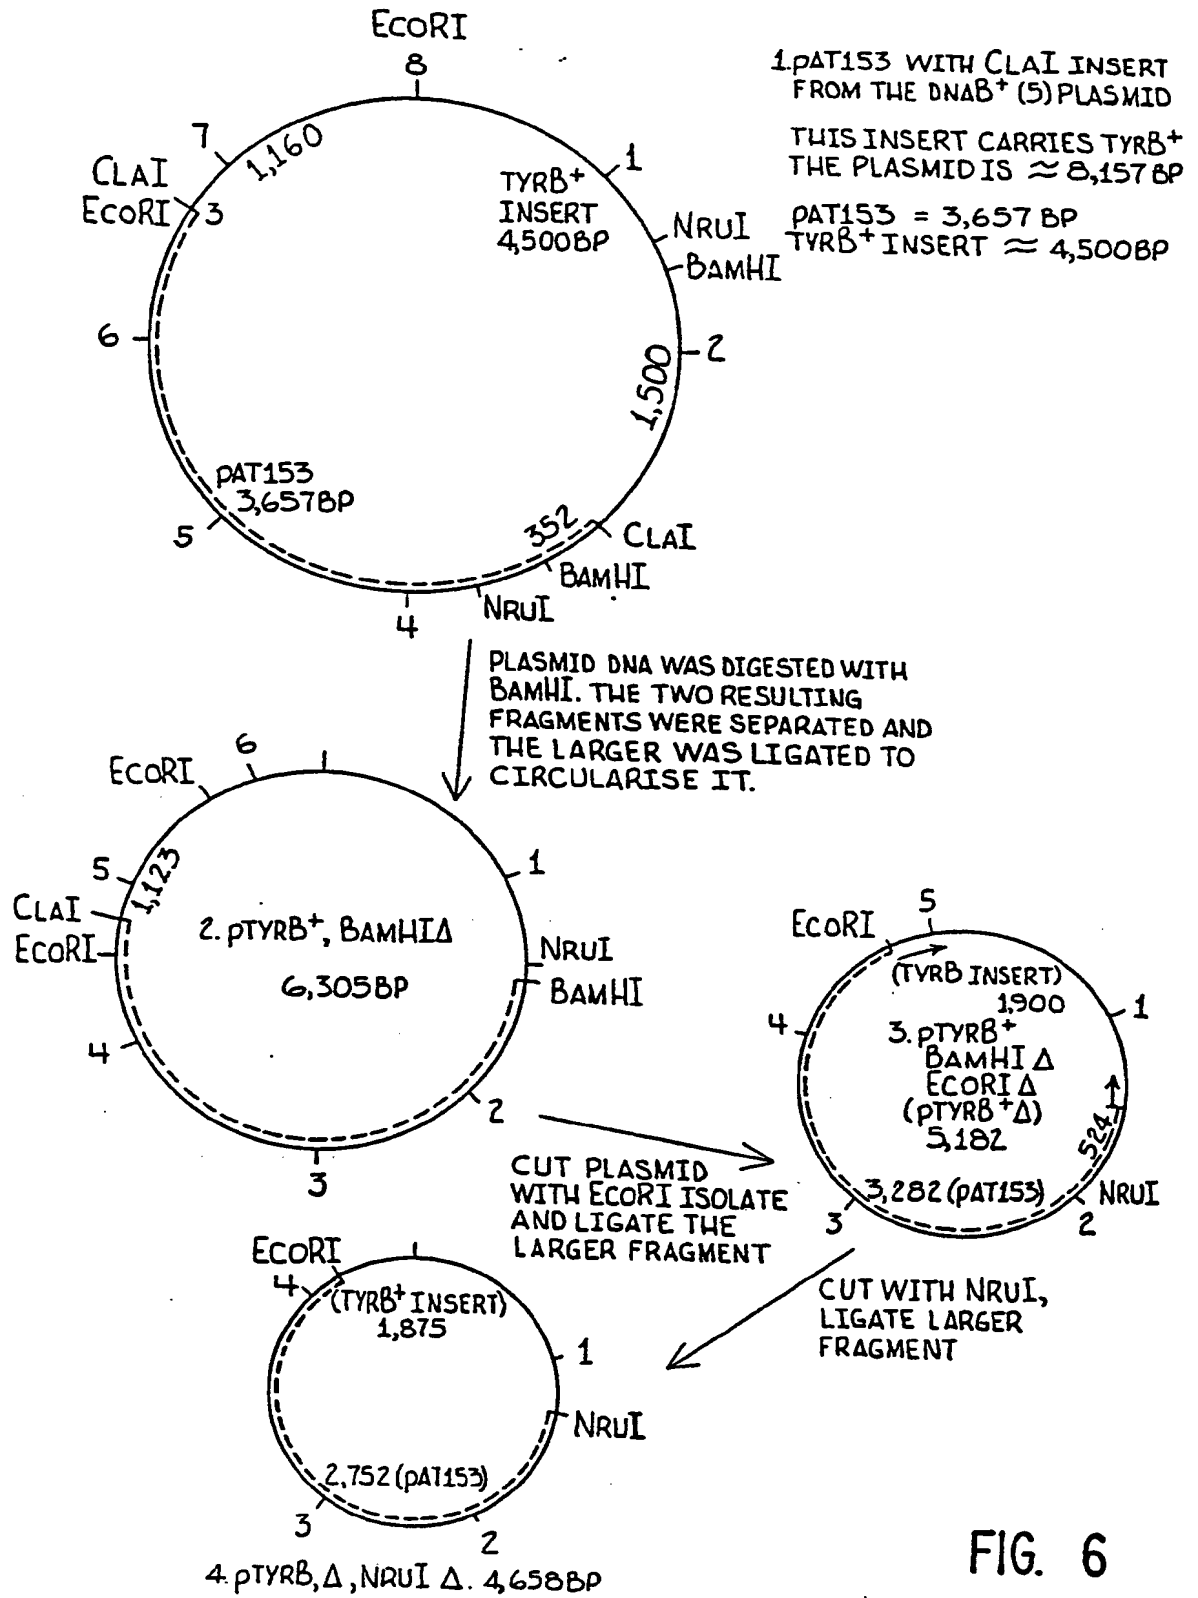 EcoRI
8
1.pAT153 WITH ClaI INSERT
FROM THE DNAB+ (5) PLASMID
THIS INSERT CARRIES TYRB+
THE PLASMID IS ≈ 8,157 BP
pAT153 = 3,657 BP
TYRB+ INSERT ≈ 4,500BP
7
1,160
ClaI
EcoRI
3
TYRB+
INSERT
4,500BP
1
NruI
BamHI
6
2
1,500
pAT153
3,657BP
5
352
ClaI
BamHI
NruI
4
PLASMID DNA WAS DIGESTED WITH
BamHI. THE TWO RESULTING
FRAGMENTS WERE SEPARATED AND
THE LARGER WAS LIGATED TO
CIRCULARISE IT.
EcoRI
6
1
5
1,123
ClaI
EcoRI
2. pTYRB+, BamHIΔ
6,305BP
NruI
BamHI
4
2
3
CUT PLASMID
WITH EcoRI ISOLATE
AND LIGATE THE
LARGER FRAGMENT
EcoRI
5
(TYRB INSERT)
1,900
4
1
3. pTYRB+
BamHI Δ
EcoRI Δ
(pTYRB+Δ)
5,182
524
3,282 (pAT153)
NruI
3
2
CUT WITH NruI,
LIGATE LARGER
FRAGMENT
EcoRI
4
(TYRB+ INSERT)
1,875
1
NruI
2,752 (pAT153)
3
2
4. pTYRB, Δ, NruI Δ. 4,658BP
FIG. 6